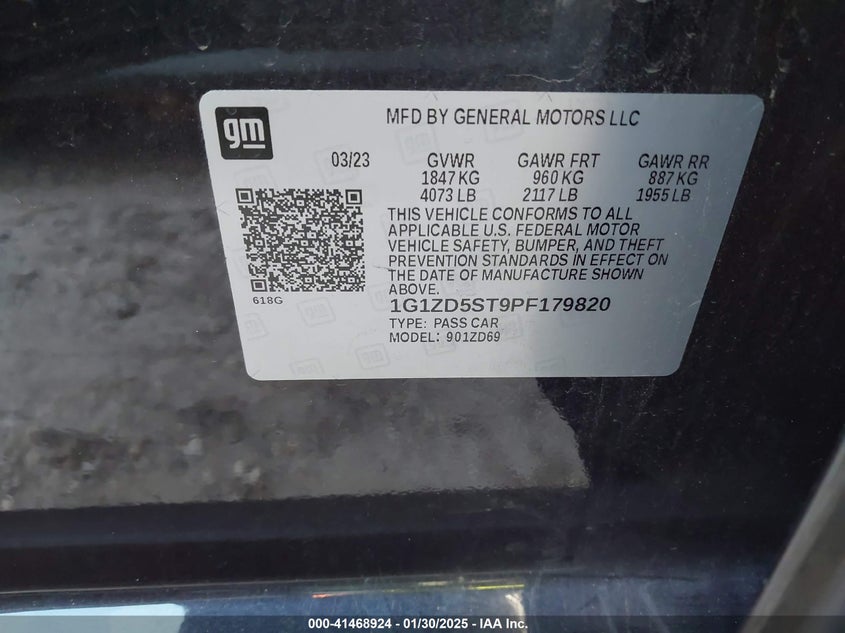 gm
MFD BY GENERAL MOTORS LLC
03/23 GVWR GAWR FRT GAWR RR
1847 KG 960 KG 887 KG
4073 LB 2117 LB 1955 LB
THIS VEHICLE CONFORMS TO ALL
APPLICABLE U.S. FEDERAL MOTOR
VEHICLE SAFETY, BUMPER, AND THEFT
PREVENTION STANDARDS IN EFFECT ON
THE DATE OF MANUFACTURE SHOWN
ABOVE.
618G
1G1ZD5ST9PF179820
TYPE: PASS CAR
MODEL: 901ZD69
000-41468924 - 01/30/2025 - IAA Inc.